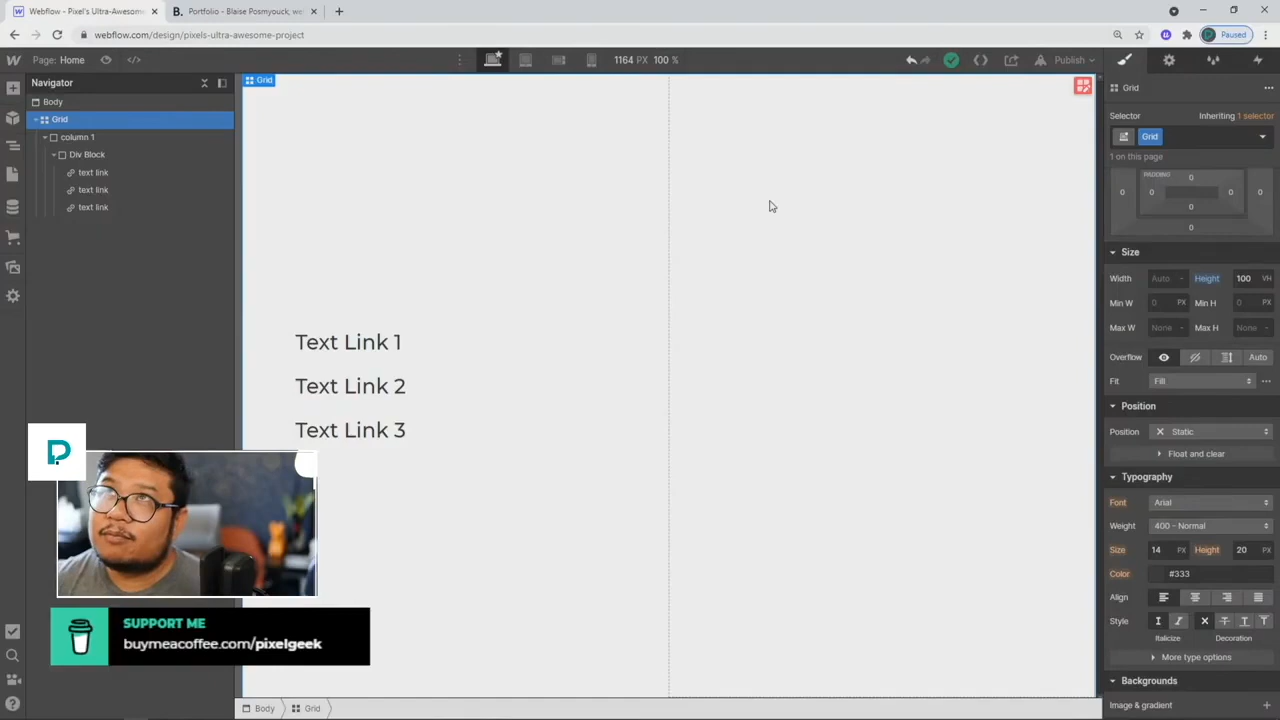 Webflow - Pixel's Ultra-Awesome
Portfolio - Blaise Posmyouck, we
webflow.com/design/pixels-ultra-awesome-project
Paused
Page: Home
1164 PX 100 %
Publish
Navigator
Body
Grid
column 1
Div Block
text link
text link
text link
Grid
Text Link 1
Text Link 2
Text Link 3
SUPPORT ME
buymeacoffee.com/pixelgeek
Body
Grid
Grid
Selector
Inheriting 1 selector
Grid
1 on this page
PADDING
0
0
0
0
0
0
0
Size
Width Auto - Height 100 VH
Min W 0 PX Min H 0 PX
Max W None - Max H None -
Overflow Auto
Fit Fill
Position
Position Static
Float and clear
Typography
Font Arial
Weight 400 - Normal
Size 14 PX Height 20 PX
Color #333
Align
Style
Italicize Decoration
More type options
Backgrounds
Image & gradient